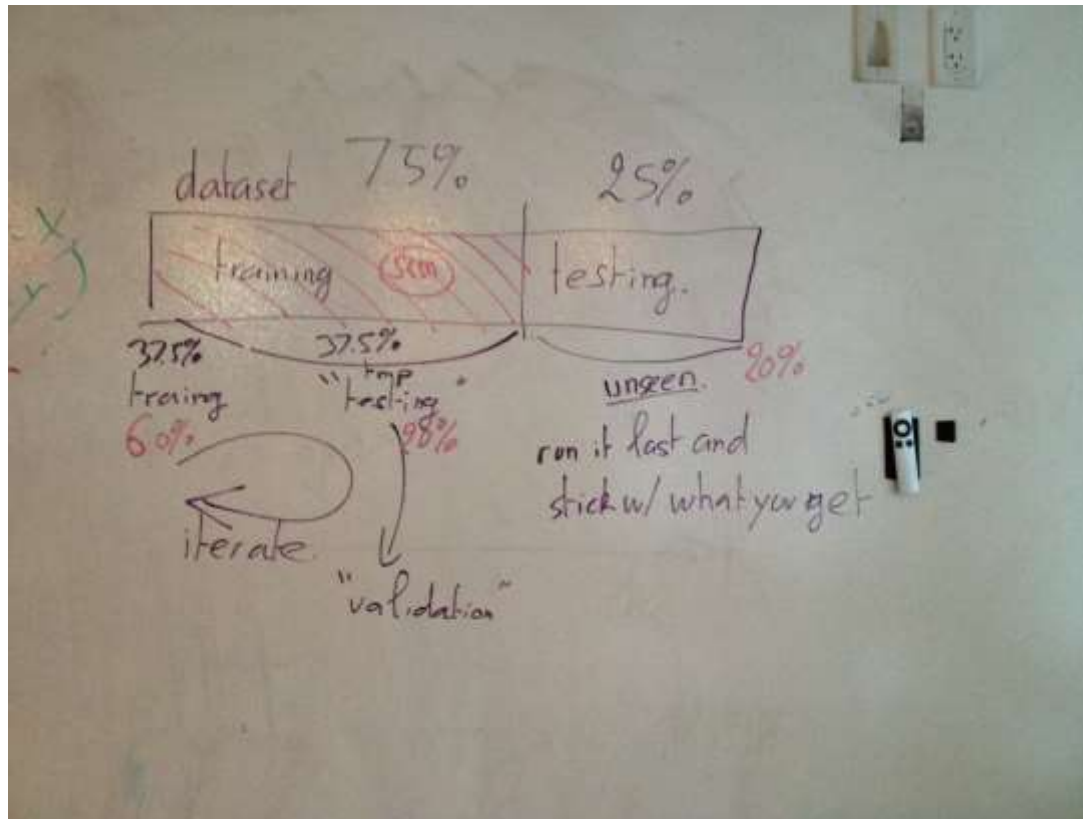 dataset 75% 25%
training testing.
37.5% 37.5%
traing "tmp testing" unseen. 20%
60% 98%
run it last and
stick w/ what you get
iterate.
"validation"
X
y